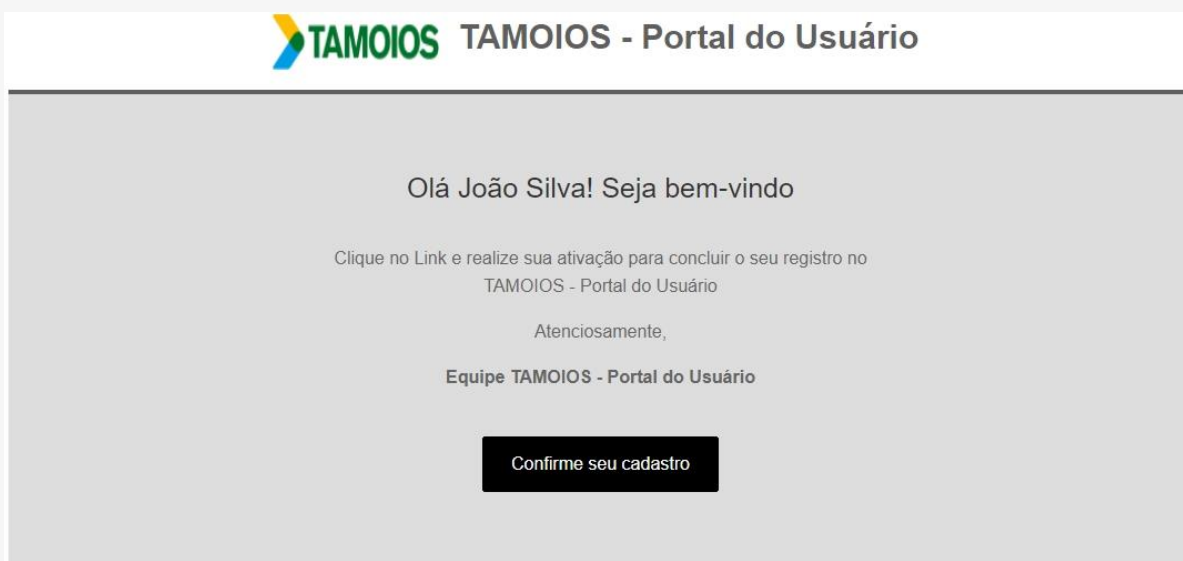 TAMOIOS TAMOIOS - Portal do Usuário
Olá João Silva! Seja bem-vindo
Clique no Link e realize sua ativação para concluir o seu registro no
TAMOIOS - Portal do Usuário
Atenciosamente,
Equipe TAMOIOS - Portal do Usuário
Confirme seu cadastro